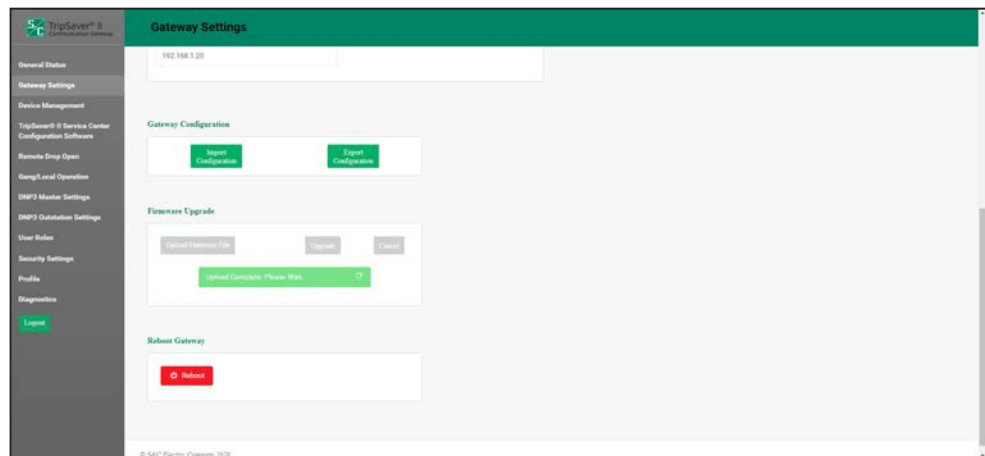 S&C TripSaver® II
Communication Gateway
Gateway Settings
General Status
Gateway Settings
Device Management
TripSaver® II Service Center
Configuration Software
Remote Drop Open
Gang/Local Operation
DNP3 Master Settings
DNP3 Outstation Settings
User Roles
Security Settings
Profile
Diagnostics
Logout
192.168.1.20
Gateway Configuration
Import
Configuration
Export
Configuration
Firmware Upgrade
Upload Firmware File
Upgrade
Cancel
Upload Complete. Please Wait.
Reboot Gateway
Reboot
© S&C Electric Company